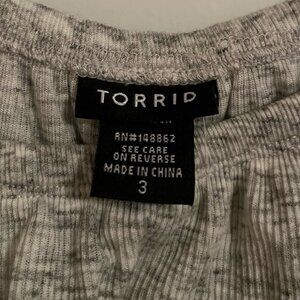 TORRID
RN#148862
SEE CARE
ON REVERSE
MADE IN CHINA
3